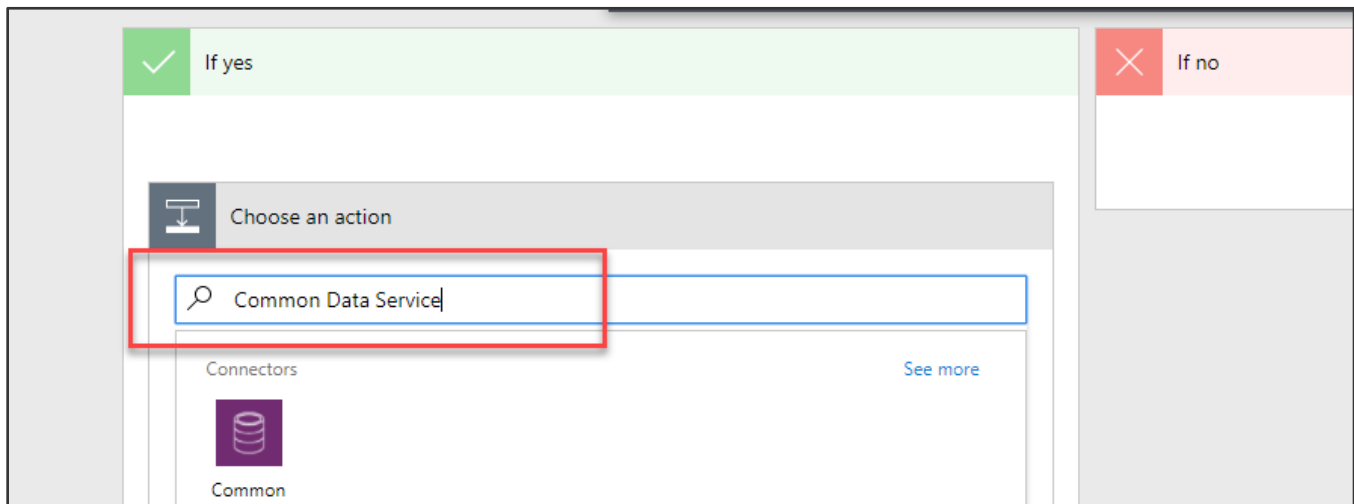 If yes
If no
Choose an action
Common Data Service
Connectors
See more
Common